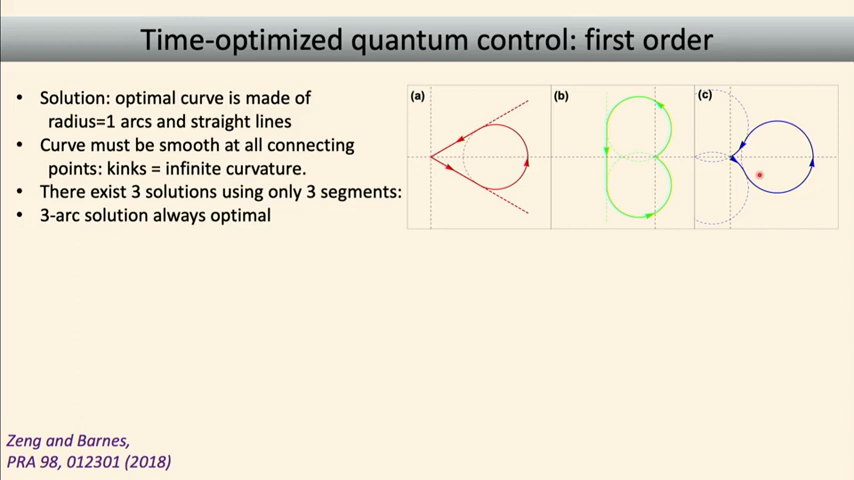 Time-optimized quantum control: first order
• Solution: optimal curve is made of
radius=1 arcs and straight lines
• Curve must be smooth at all connecting
points: kinks = infinite curvature.
• There exist 3 solutions using only 3 segments:
• 3-arc solution always optimal
(a)
(b)
(c)
Zeng and Barnes,
PRA 98, 012301 (2018)